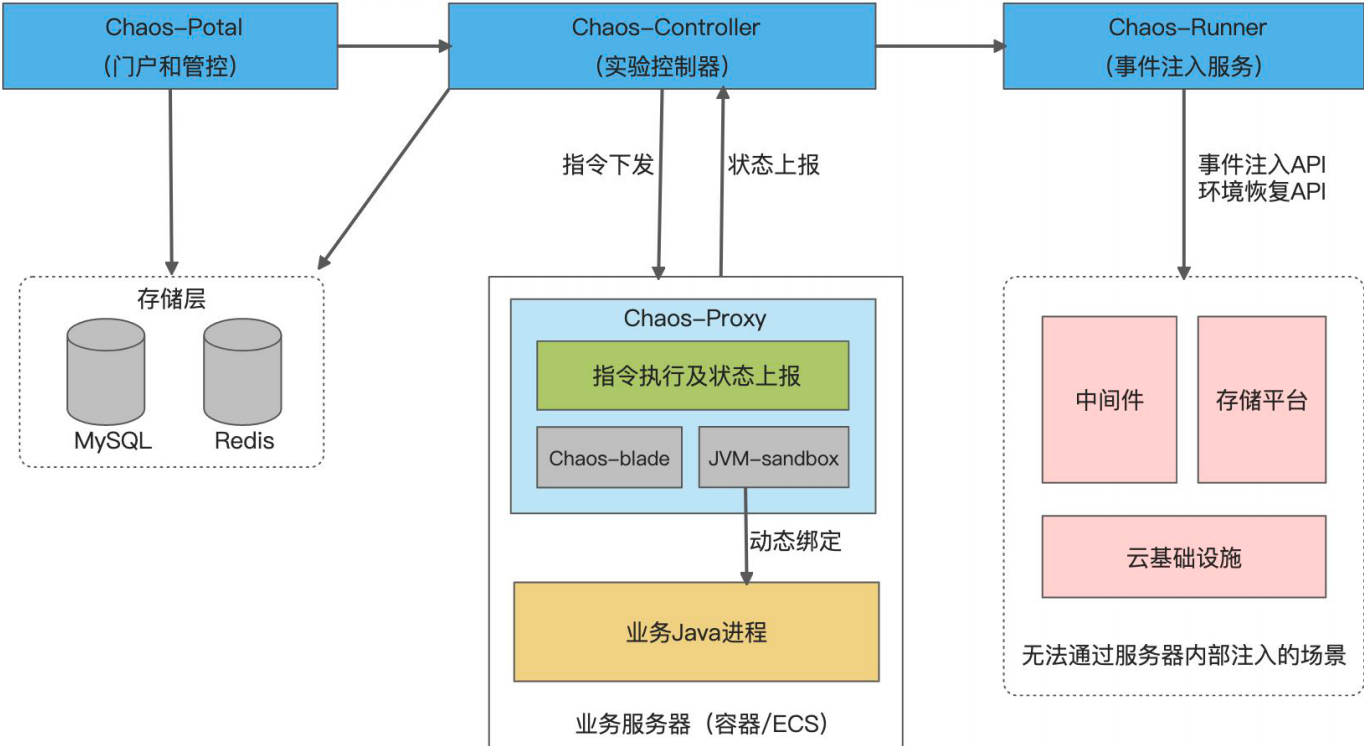 Chaos-Potal
（门户和管控）
Chaos-Controller
（实验控制器）
Chaos-Runner
（事件注入服务）
指令下发
状态上报
事件注入API
环境恢复API
存储层
MySQL
Redis
Chaos-Proxy
指令执行及状态上报
Chaos-blade
JVM-sandbox
动态绑定
业务Java进程
业务服务器（容器/ECS）
中间件
存储平台
云基础设施
无法通过服务器内部注入的场景